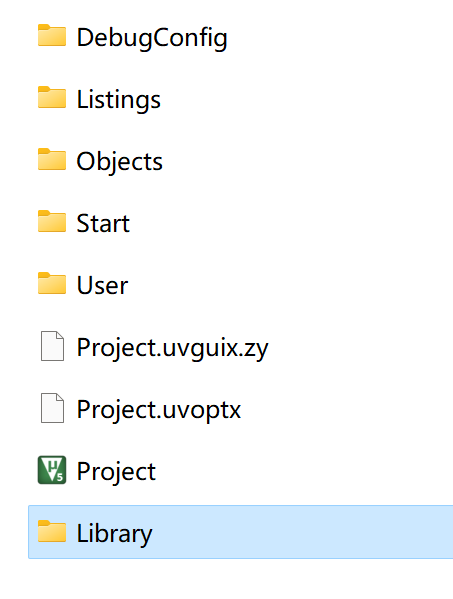 DebugConfig
Listings
Objects
Start
User
Project.uvguix.zy
Project.uvoptx
Project
Library